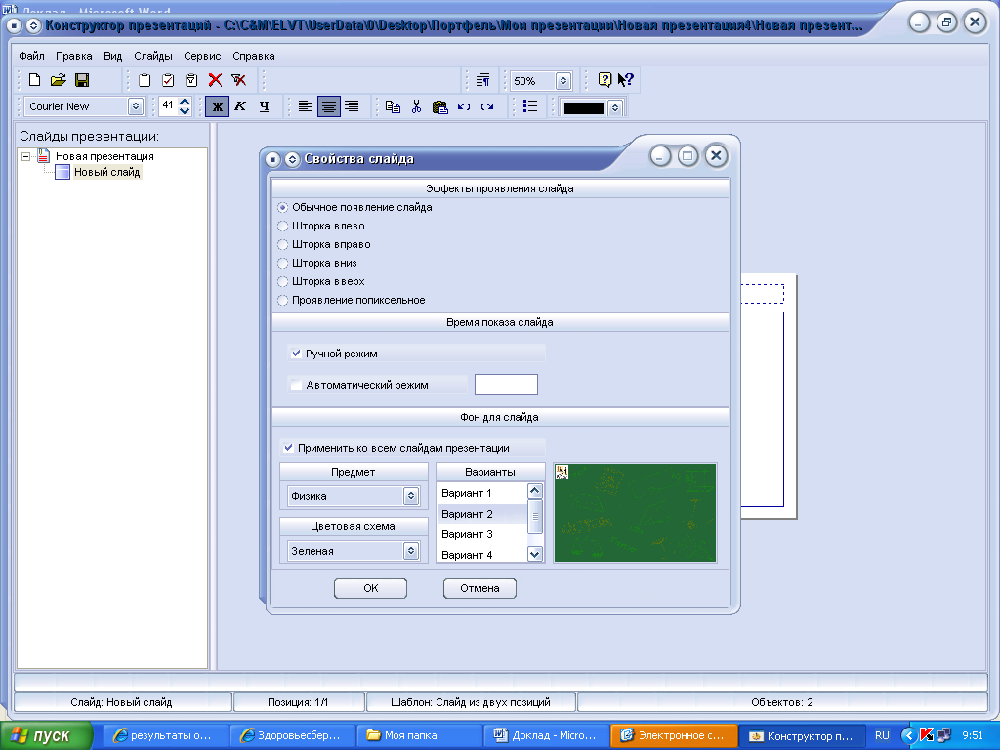 Доклад - Microsoft Word
Конструктор презентаций - C:\C&M\ELVT\UserData\0\Desktop\Портфель\Мои презентации\Новая презентация4\Новая презент...
Файл Правка Вид Слайды Сервис Справка
50%
Courier New 41 Ж К Ч
Слайды презентации:
Новая презентация
Новый слайд
Свойства слайда
Эффекты проявления слайда
Обычное появление слайда
Шторка влево
Шторка вправо
Шторка вниз
Шторка вверх
Проявление попиксельное
Время показа слайда
Ручной режим
Автоматический режим
Фон для слайда
Применить ко всем слайдам презентации
Предмет
Физика
Цветовая схема
Зеленая
Варианты
Вариант 1
Вариант 2
Вариант 3
Вариант 4
ОК Отмена
Слайд: Новый слайд Позиция: 1/1 Шаблон: Слайд из двух позиций Объектов: 2
пуск результаты о... Здоровьесбер... Моя папка Доклад - Micro... Электронное с... Конструктор п... RU 9:51